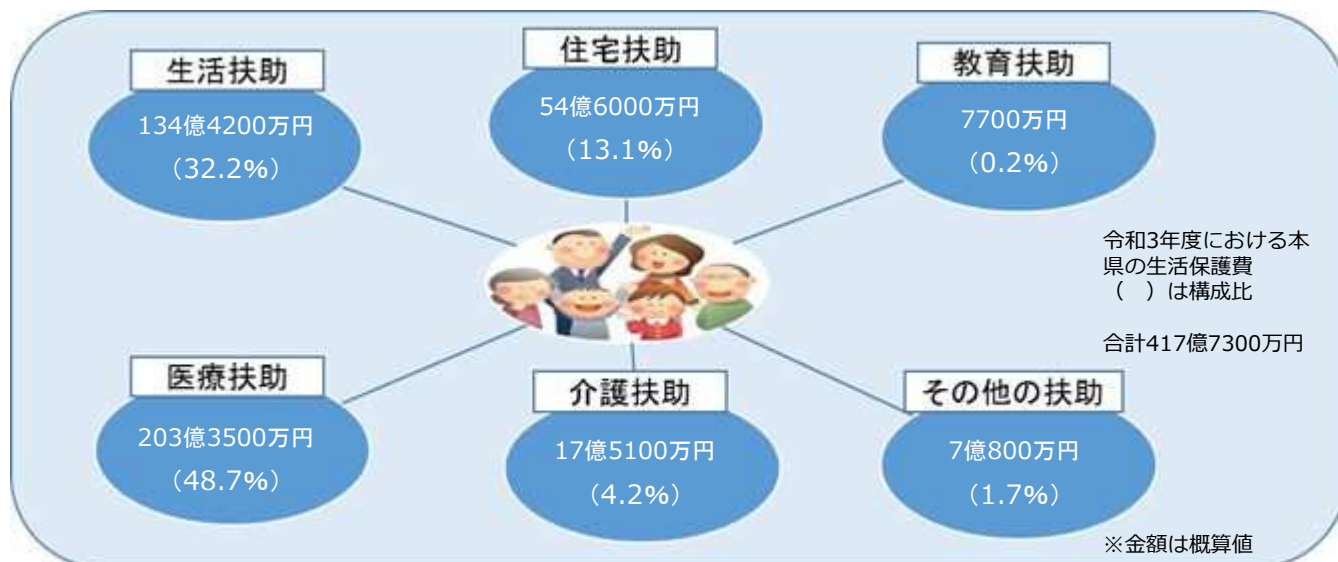 生活扶助
134億4200万円
（32.2%）
住宅扶助
54億6000万円
（13.1%）
教育扶助
7700万円
（0.2%）
令和3年度における本
県の生活保護費
（　）は構成比
合計417億7300万円
医療扶助
203億3500万円
（48.7%）
介護扶助
17億5100万円
（4.2%）
その他の扶助
7億800万円
（1.7%）
※金額は概算値